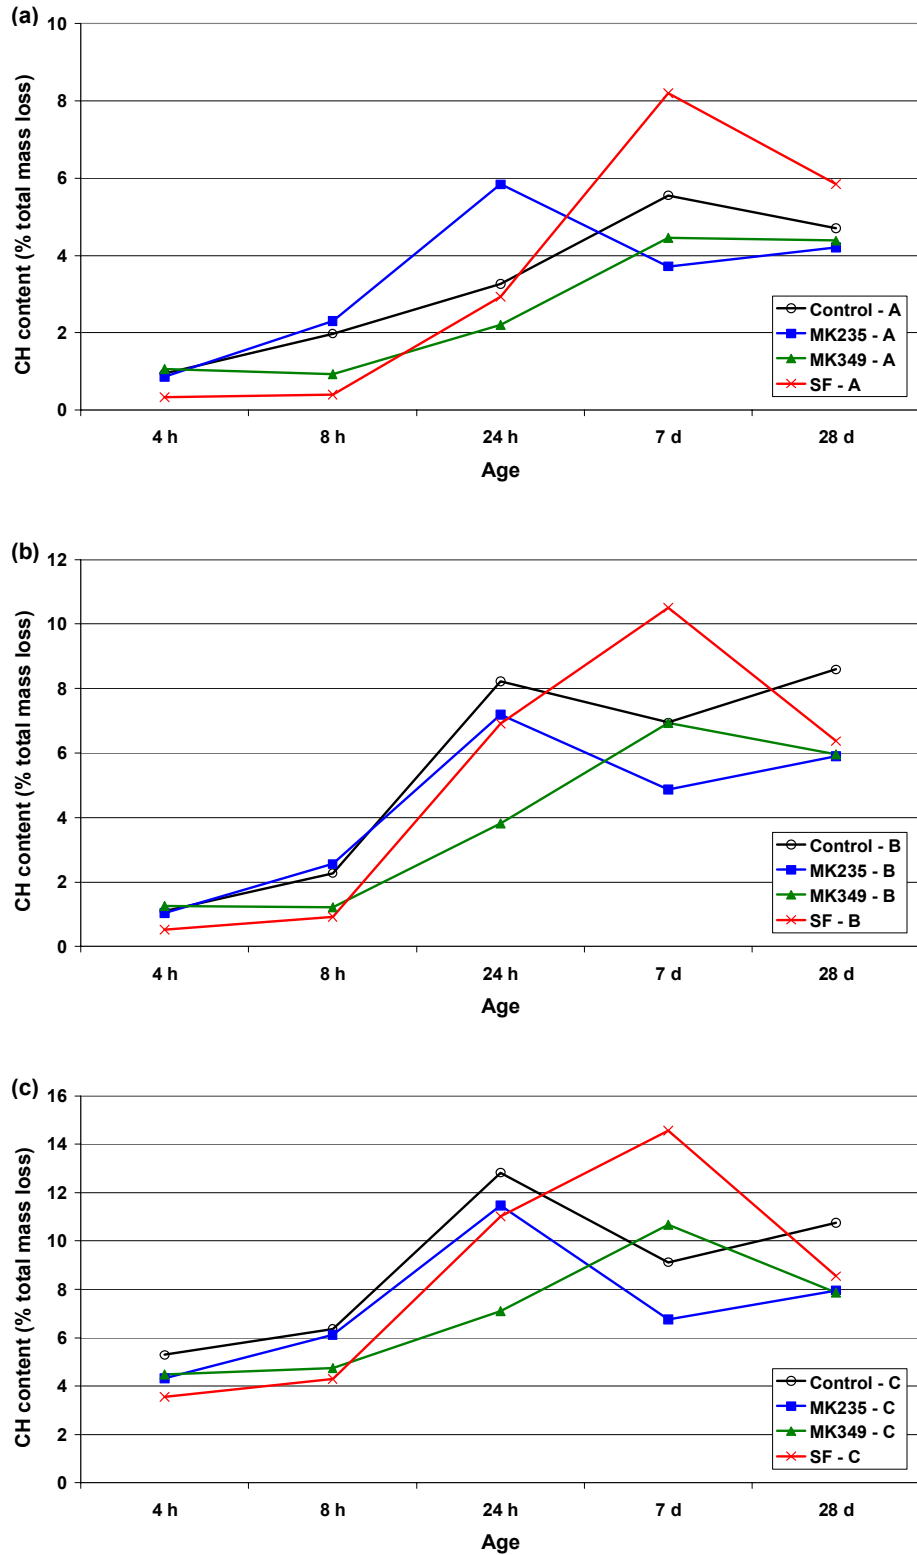 (a)
CH content (% total mass loss)
10
8
6
4
2
0
Control - A
MK235 - A
MK349 - A
SF - A
4 h 8 h 24 h 7 d 28 d
Age
(b)
CH content (% total mass loss)
12
10
8
6
4
2
0
Control - B
MK235 - B
MK349 - B
SF - B
4 h 8 h 24 h 7 d 28 d
Age
(c)
CH content (% total mass loss)
16
14
12
10
8
6
4
2
0
Control - C
MK235 - C
MK349 - C
SF - C
4 h 8 h 24 h 7 d 28 d
Age